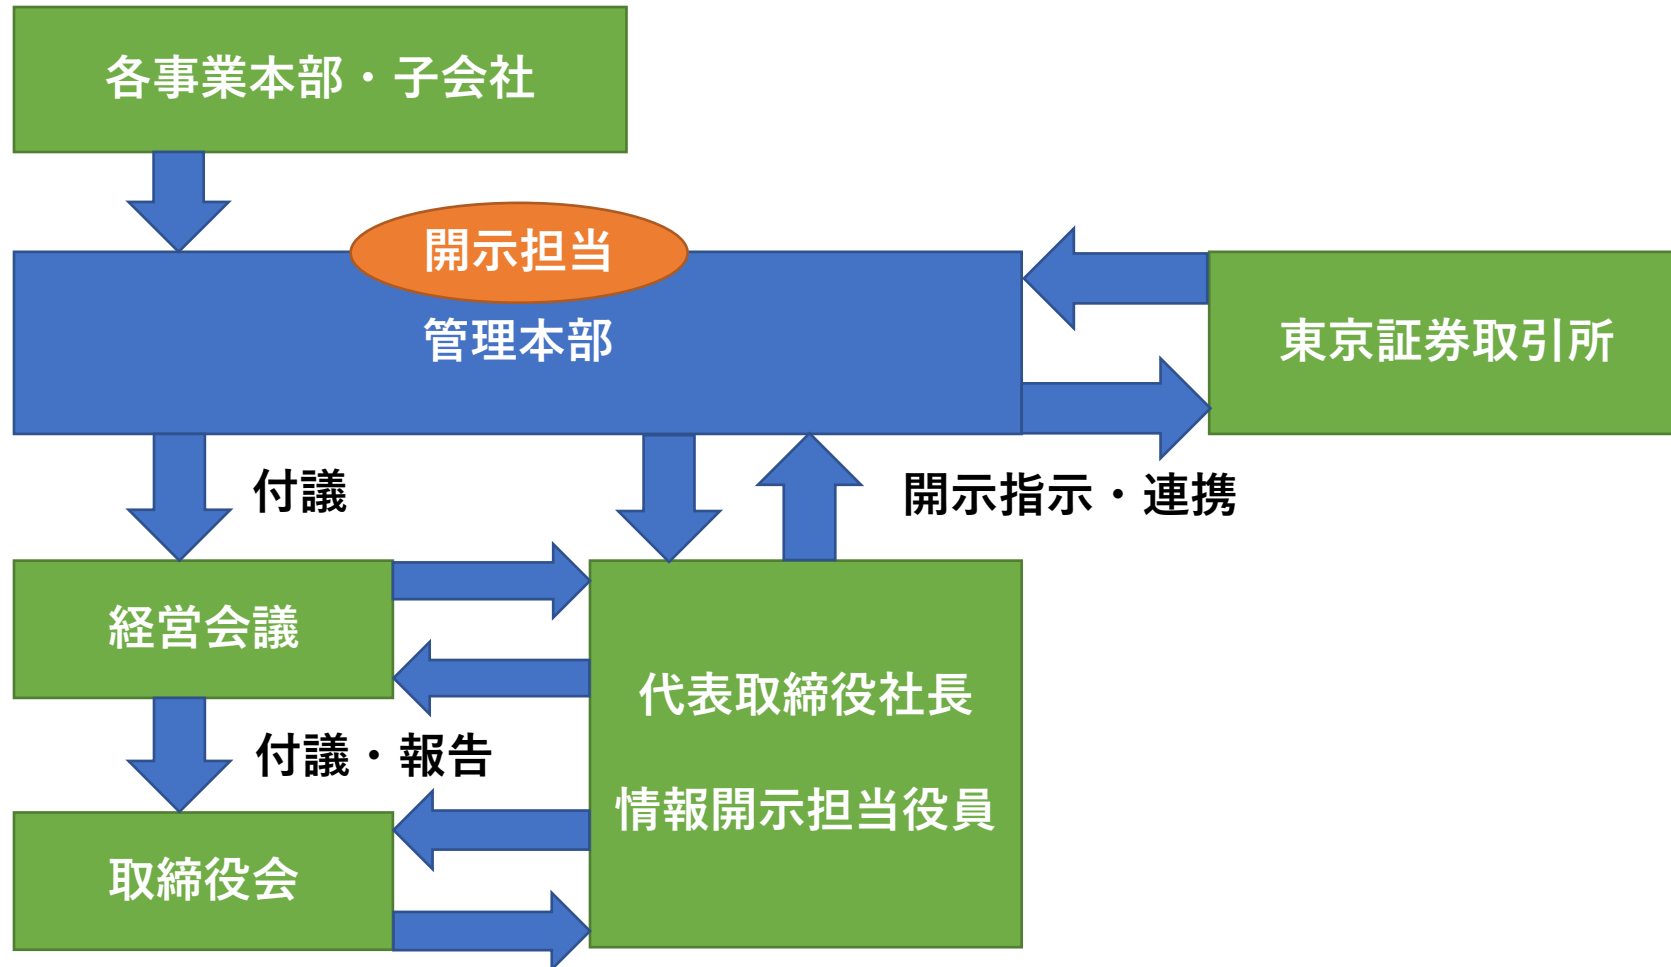 各事業本部・子会社
開示担当
管理本部
東京証券取引所
付議
開示指示・連携
経営会議
代表取締役社長
付議・報告
情報開示担当役員
取締役会